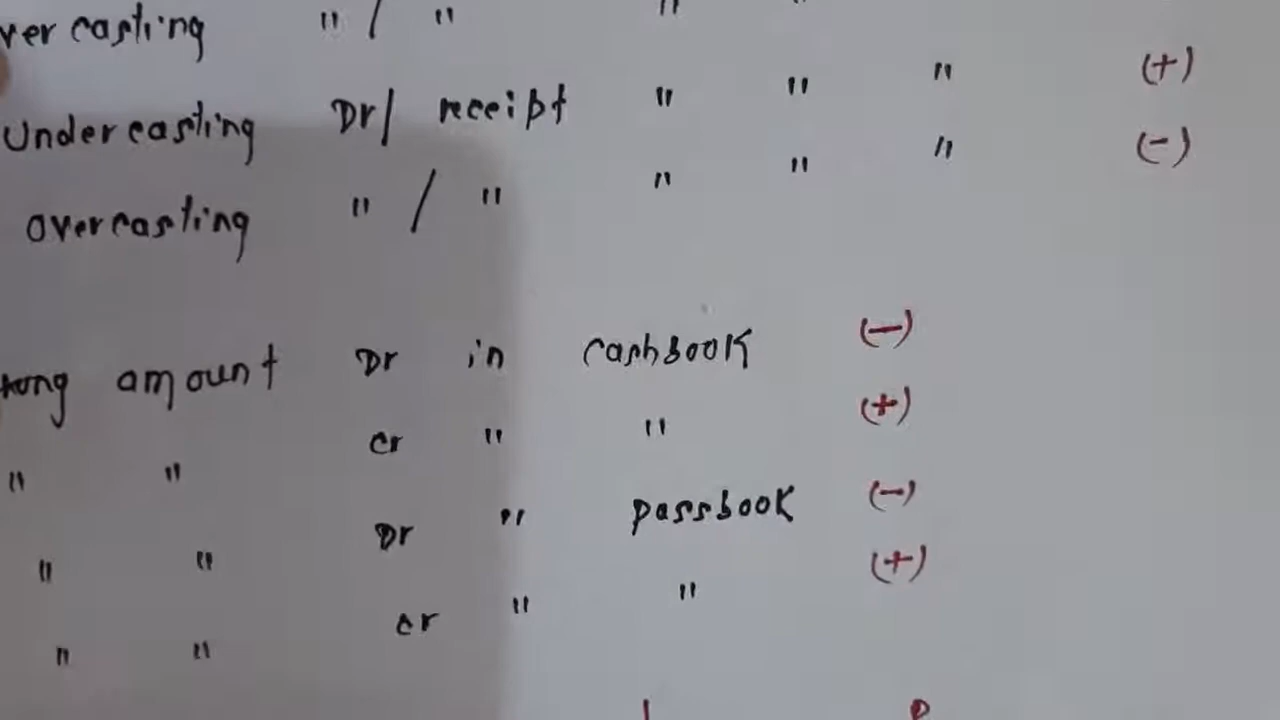 ver casting " / " " "
Undercasting Dr/ receipt " " " (+)
overcasting " / " " " " (-)
rong amount Dr in cashbook (-)
" " cr " " (+)
" " Dr " passbook (-)
" " cr " " (+)